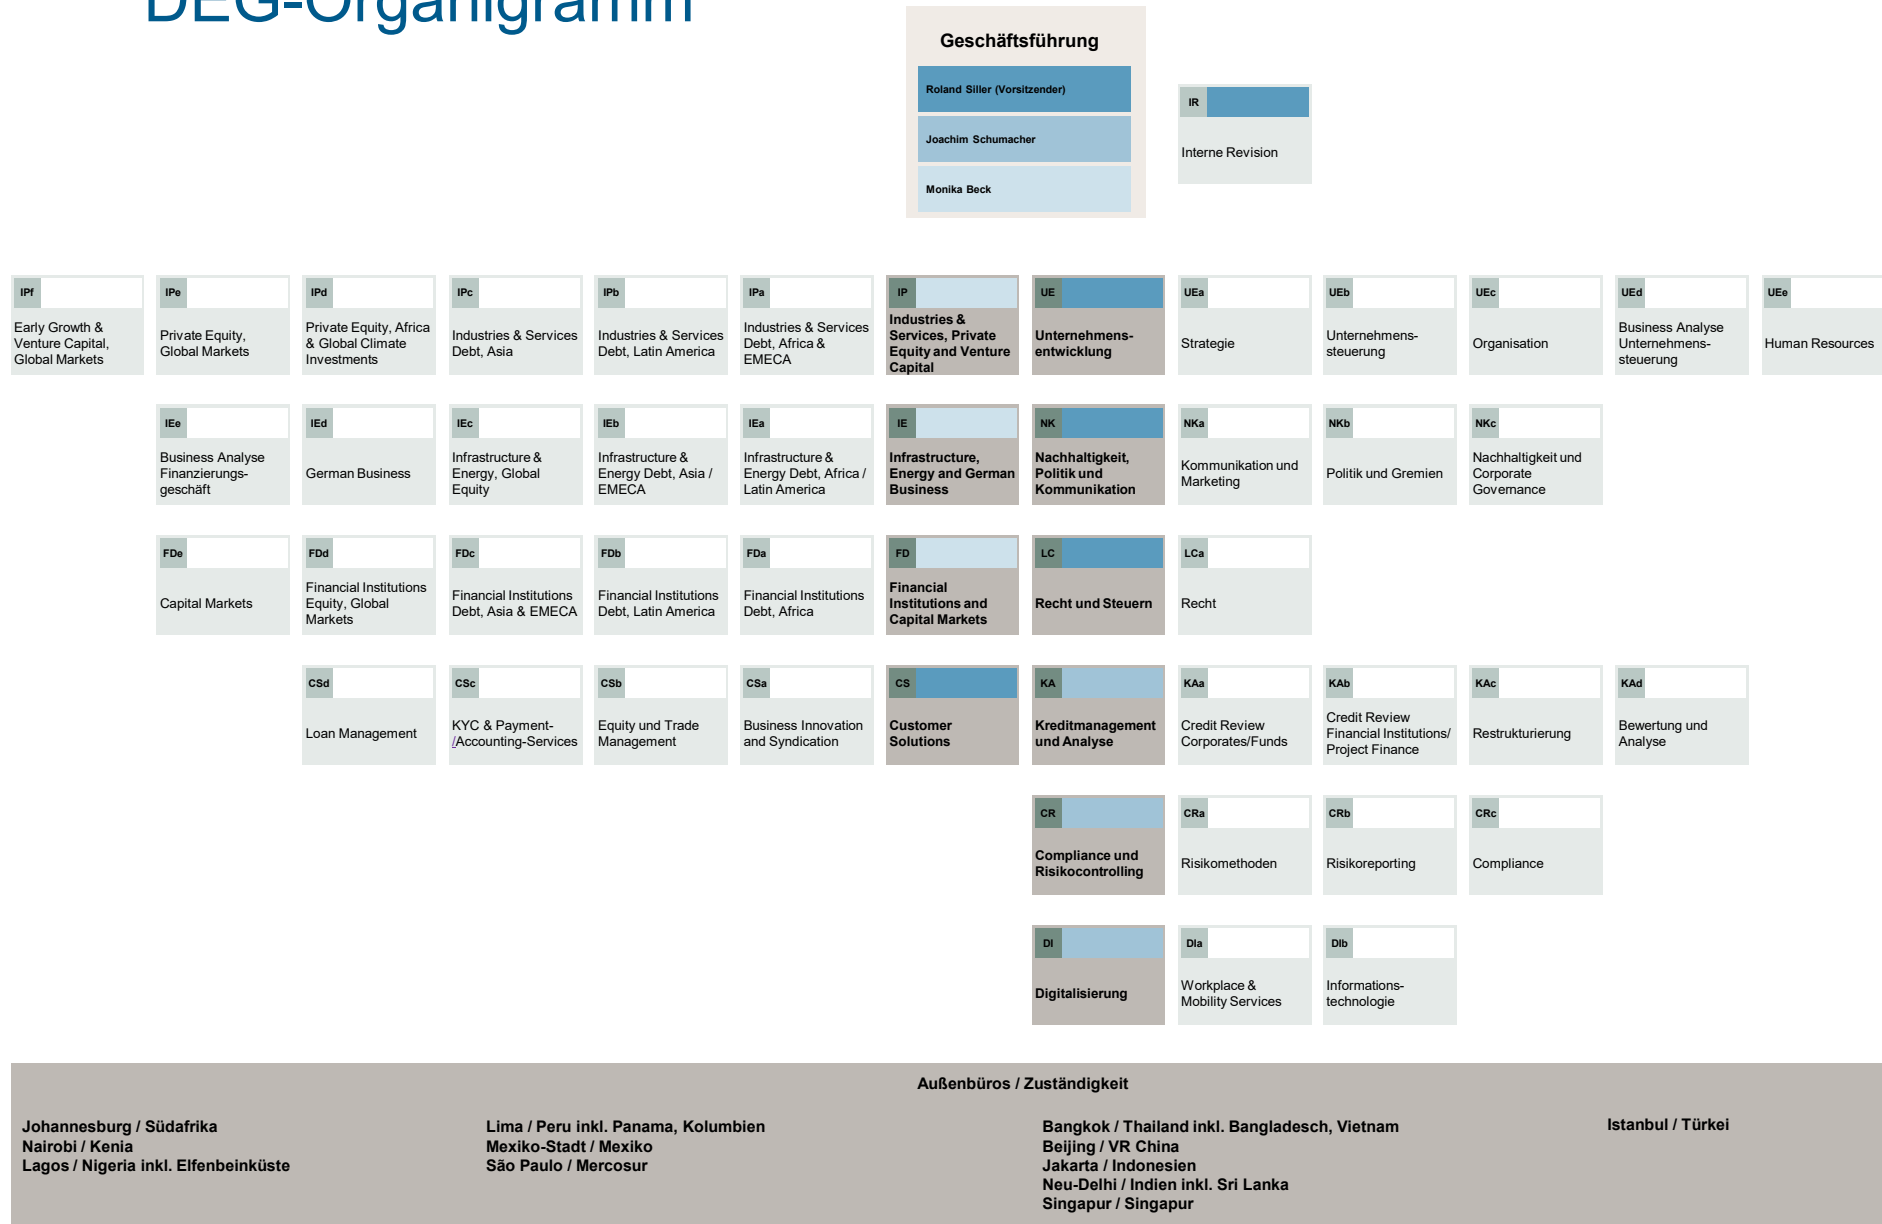 DEG-Organigramm
Geschäftsführung
Roland Siller (Vorsitzender)
Joachim Schumacher
Monika Beck
IR
Interne Revision
IPf
Early Growth &
Venture Capital,
Global Markets
IPe
Private Equity,
Global Markets
IPd
Private Equity, Africa
& Global Climate
Investments
IPc
Industries & Services
Debt, Asia
IPb
Industries & Services
Debt, Latin America
IPa
Industries & Services
Debt, Africa &
EMECA
IP
Industries &
Services, Private
Equity and Venture
Capital
UE
Unternehmens-
entwicklung
UEa
Strategie
UEb
Unternehmens-
steuerung
UEc
Organisation
UEd
Business Analyse
Unternehmens-
steuerung
UEe
Human Resources
IEe
Business Analyse
Finanzierungs-
geschäft
IEd
German Business
IEc
Infrastructure &
Energy, Global
Equity
IEb
Infrastructure &
Energy Debt, Asia /
EMECA
IEa
Infrastructure &
Energy Debt, Africa /
Latin America
IE
Infrastructure,
Energy and German
Business
NK
Nachhaltigkeit,
Politik und
Kommunikation
NKa
Kommunikation und
Marketing
NKb
Politik und Gremien
NKc
Nachhaltigkeit und
Corporate
Governance
FDe
Capital Markets
FDd
Financial Institutions
Equity, Global
Markets
FDc
Financial Institutions
Debt, Asia & EMECA
FDb
Financial Institutions
Debt, Latin America
FDa
Financial Institutions
Debt, Africa
FD
Financial
Institutions and
Capital Markets
LC
Recht und Steuern
LCa
Recht
CSd
Loan Management
CSc
KYC & Payment-
/Accounting-Services
CSb
Equity und Trade
Management
CSa
Business Innovation
and Syndication
CS
Customer
Solutions
KA
Kreditmanagement
und Analyse
KAa
Credit Review
Corporates/Funds
KAb
Credit Review
Financial Institutions/
Project Finance
KAc
Restrukturierung
KAd
Bewertung und
Analyse
CR
Compliance und
Risikocontrolling
CRa
Risikomethoden
CRb
Risikoreporting
CRc
Compliance
DI
Digitalisierung
DIa
Workplace &
Mobility Services
DIb
Informations-
technologie
Außenbüros / Zuständigkeit
Johannesburg / Südafrika
Nairobi / Kenia
Lagos / Nigeria inkl. Elfenbeinküste
Lima / Peru inkl. Panama, Kolumbien
Mexiko-Stadt / Mexiko
São Paulo / Mercosur
Bangkok / Thailand inkl. Bangladesch, Vietnam
Beijing / VR China
Jakarta / Indonesien
Neu-Delhi / Indien inkl. Sri Lanka
Singapur / Singapur
Istanbul / Türkei